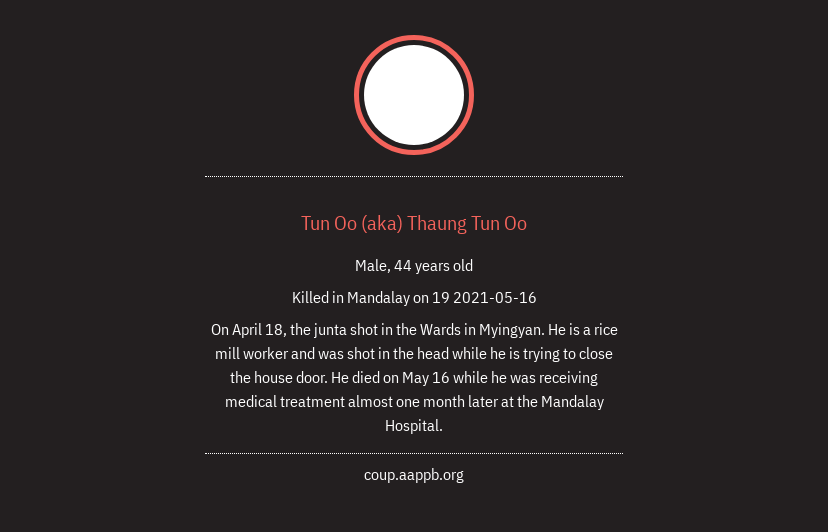 Tun Oo (aka) Thaung Tun Oo
Male, 44 years old
Killed in Mandalay on 19 2021-05-16
On April 18, the junta shot in the Wards in Myingyan. He is a rice
mill worker and was shot in the head while he is trying to close
the house door. He died on May 16 while he was receiving
medical treatment almost one month later at the Mandalay
Hospital.
coup.aappb.org